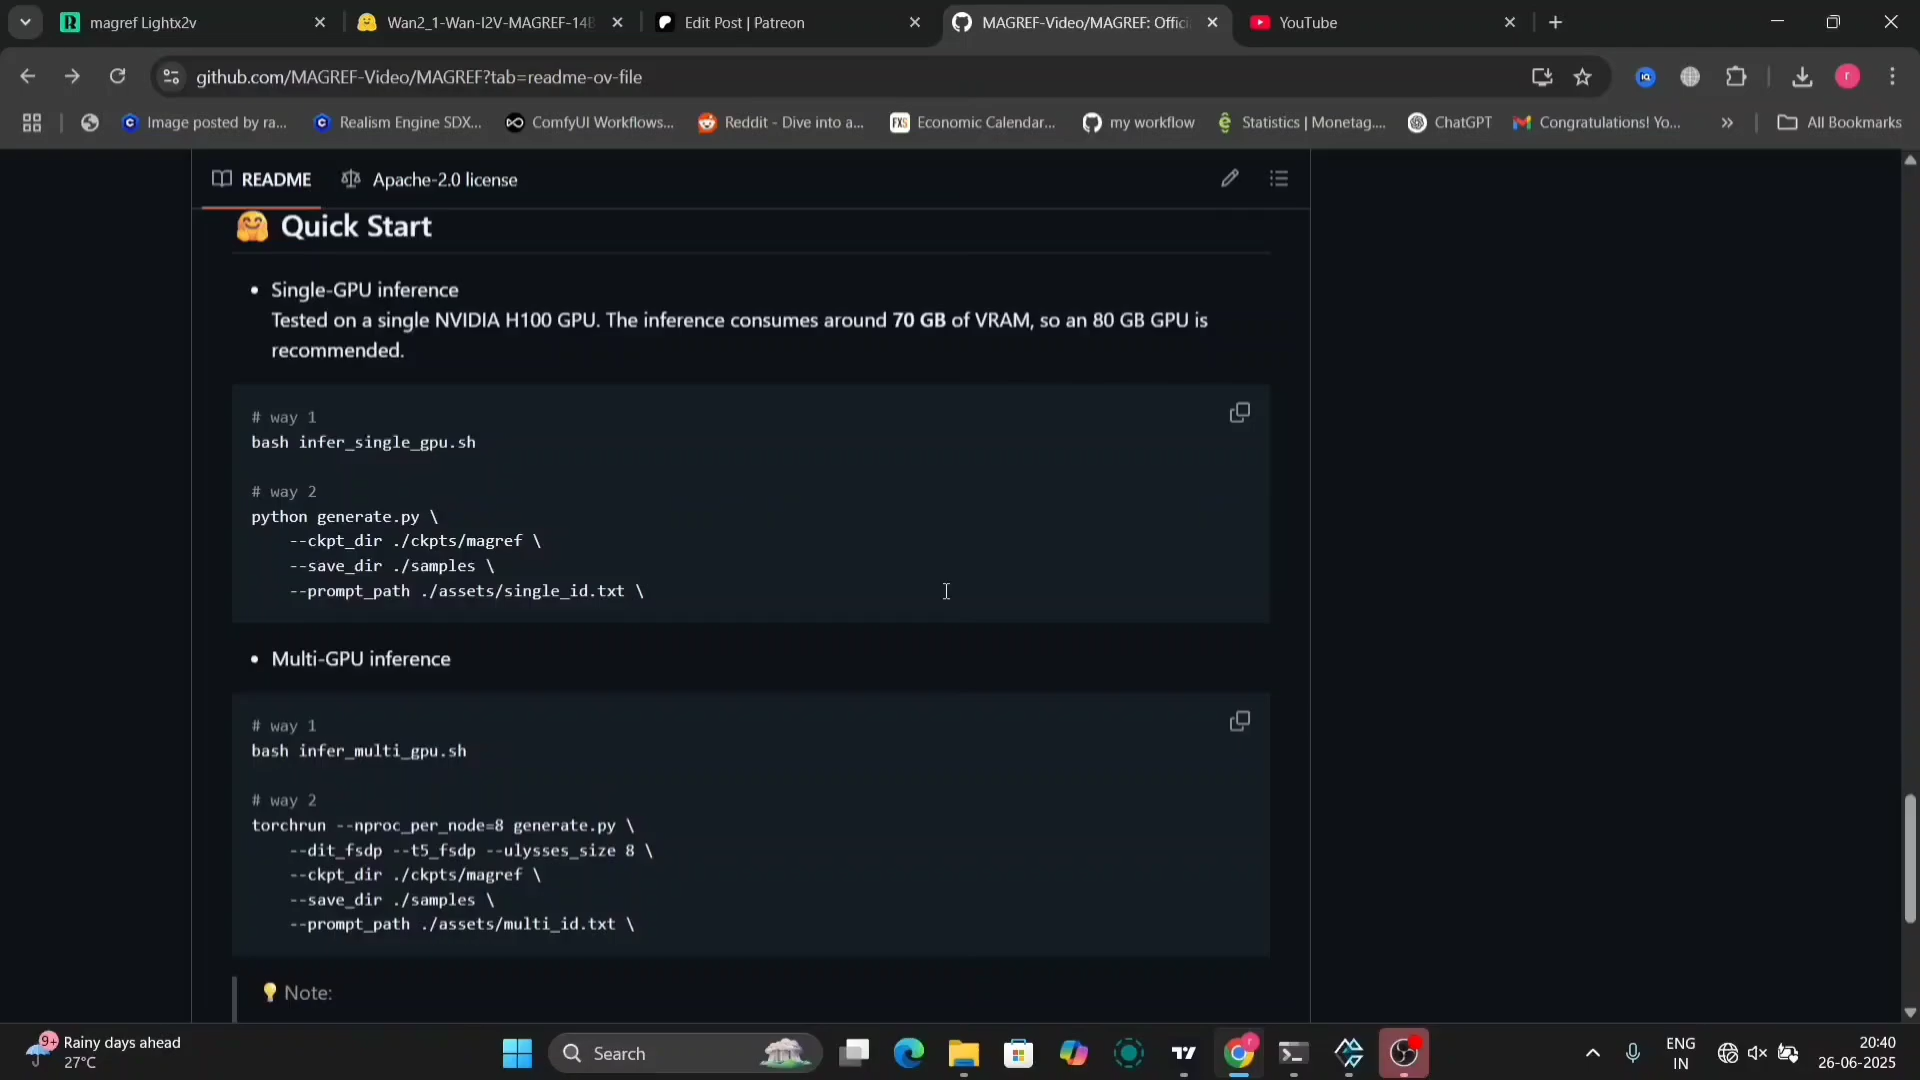 magref Lightx2v
Wan2_1-Wan-I2V-MAGREF-14B
Edit Post | Patreon
MAGREF-Video/MAGREF: Offici
YouTube
github.com/MAGREF-Video/MAGREF?tab=readme-ov-file
Image posted by ra...
Realism Engine SDX...
ComfyUI Workflows...
Reddit - Dive into a...
Economic Calendar...
my workflow
Statistics | Monetag....
ChatGPT
Congratulations! Yo...
All Bookmarks
README
Apache-2.0 license
🤗 Quick Start
• Single-GPU inference
Tested on a single NVIDIA H100 GPU. The inference consumes around 70 GB of VRAM, so an 80 GB GPU is
recommended.
# way 1
bash infer_single_gpu.sh
# way 2
python generate.py \
--ckpt_dir ./ckpts/magref \
--save_dir ./samples \
--prompt_path ./assets/single_id.txt \
• Multi-GPU inference
# way 1
bash infer_multi_gpu.sh
# way 2
torchrun --nproc_per_node=8 generate.py \
--dit_fsdp --t5_fsdp --ulysses_size 8 \
--ckpt_dir ./ckpts/magref \
--save_dir ./samples \
--prompt_path ./assets/multi_id.txt \
💡 Note:
9+
Rainy days ahead
27°C
Search
ENG
IN
20:40
26-06-2025